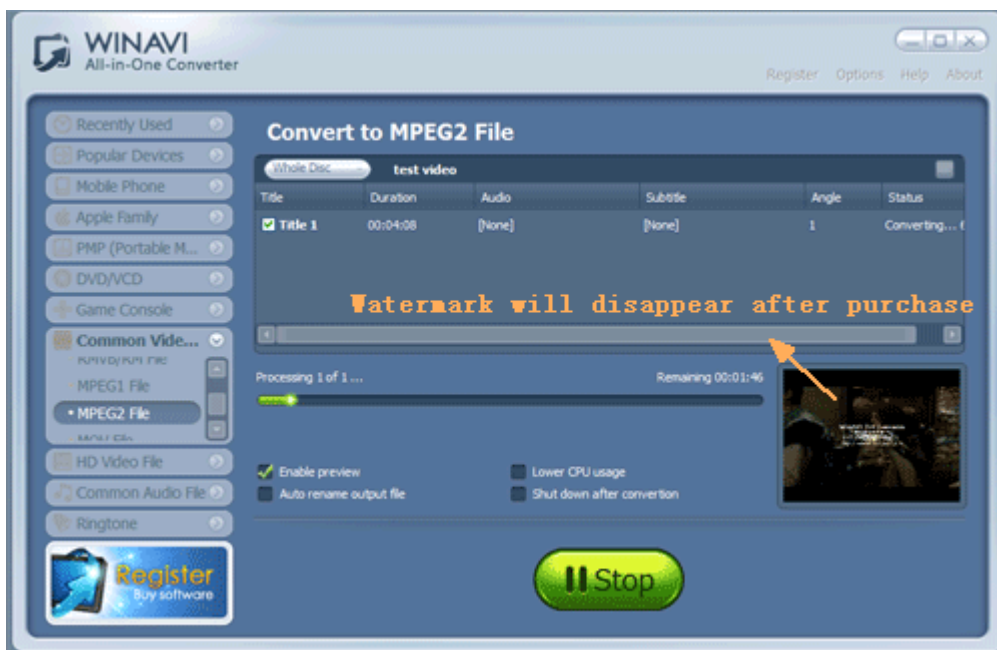 WINAVI
All-in-One Converter
Register Options Help About
Recently Used
Popular Devices
Mobile Phone
Apple Family
PMP (Portable M...
DVD/VCD
Game Console
Common Vide...
MPEG1 File
MPEG2 File
HD Video File
Common Audio File
Ringtone
Register
Buy software
Convert to MPEG2 File
Whole Disc test video
Title Duration Audio Subtitle Angle Status
Title 1 00:04:08 [None] [None] 1 Converting...
Watermark will disappear after purchase
Processing 1 of 1 ... Remaining 00:01:46
Enable preview Lower CPU usage
Auto rename output file Shut down after convertion
Stop